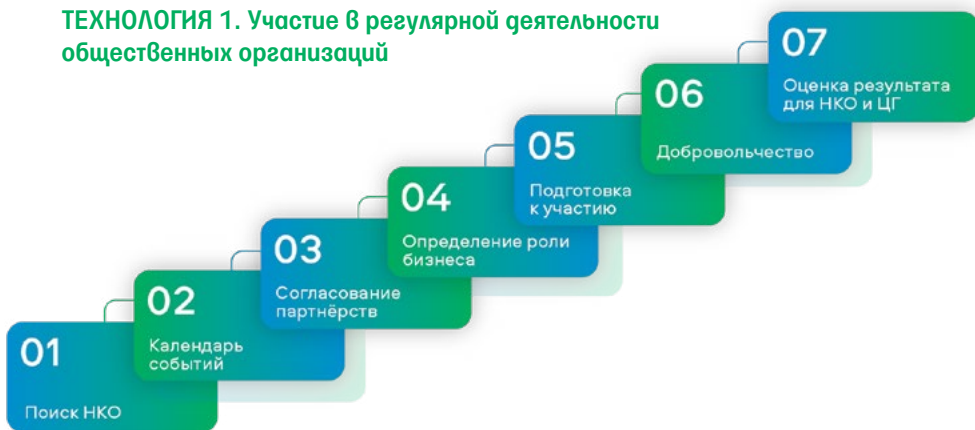 ТЕХНОЛОГИЯ 1. Участие в регулярной деятельности
общественных организаций
01
Поиск НКО
02
Календарь
событий
03
Согласование
партнёрств
04
Определение роли
бизнеса
05
Подготовка
к участию
06
Добровольчество
07
Оценка результата
для НКО и ЦГ